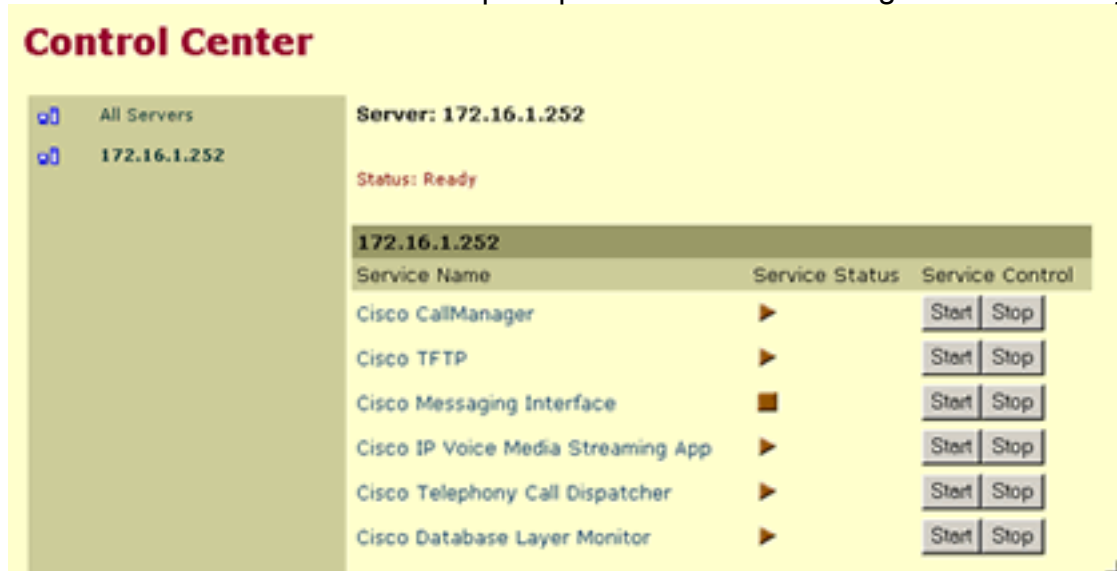 Control Center
All Servers
172.16.1.252
Server: 172.16.1.252
Status: Ready
172.16.1.252
Service Name Service Status Service Control
Cisco CallManager Start Stop
Cisco TFTP Start Stop
Cisco Messaging Interface Start Stop
Cisco IP Voice Media Streaming App Start Stop
Cisco Telephony Call Dispatcher Start Stop
Cisco Database Layer Monitor Start Stop